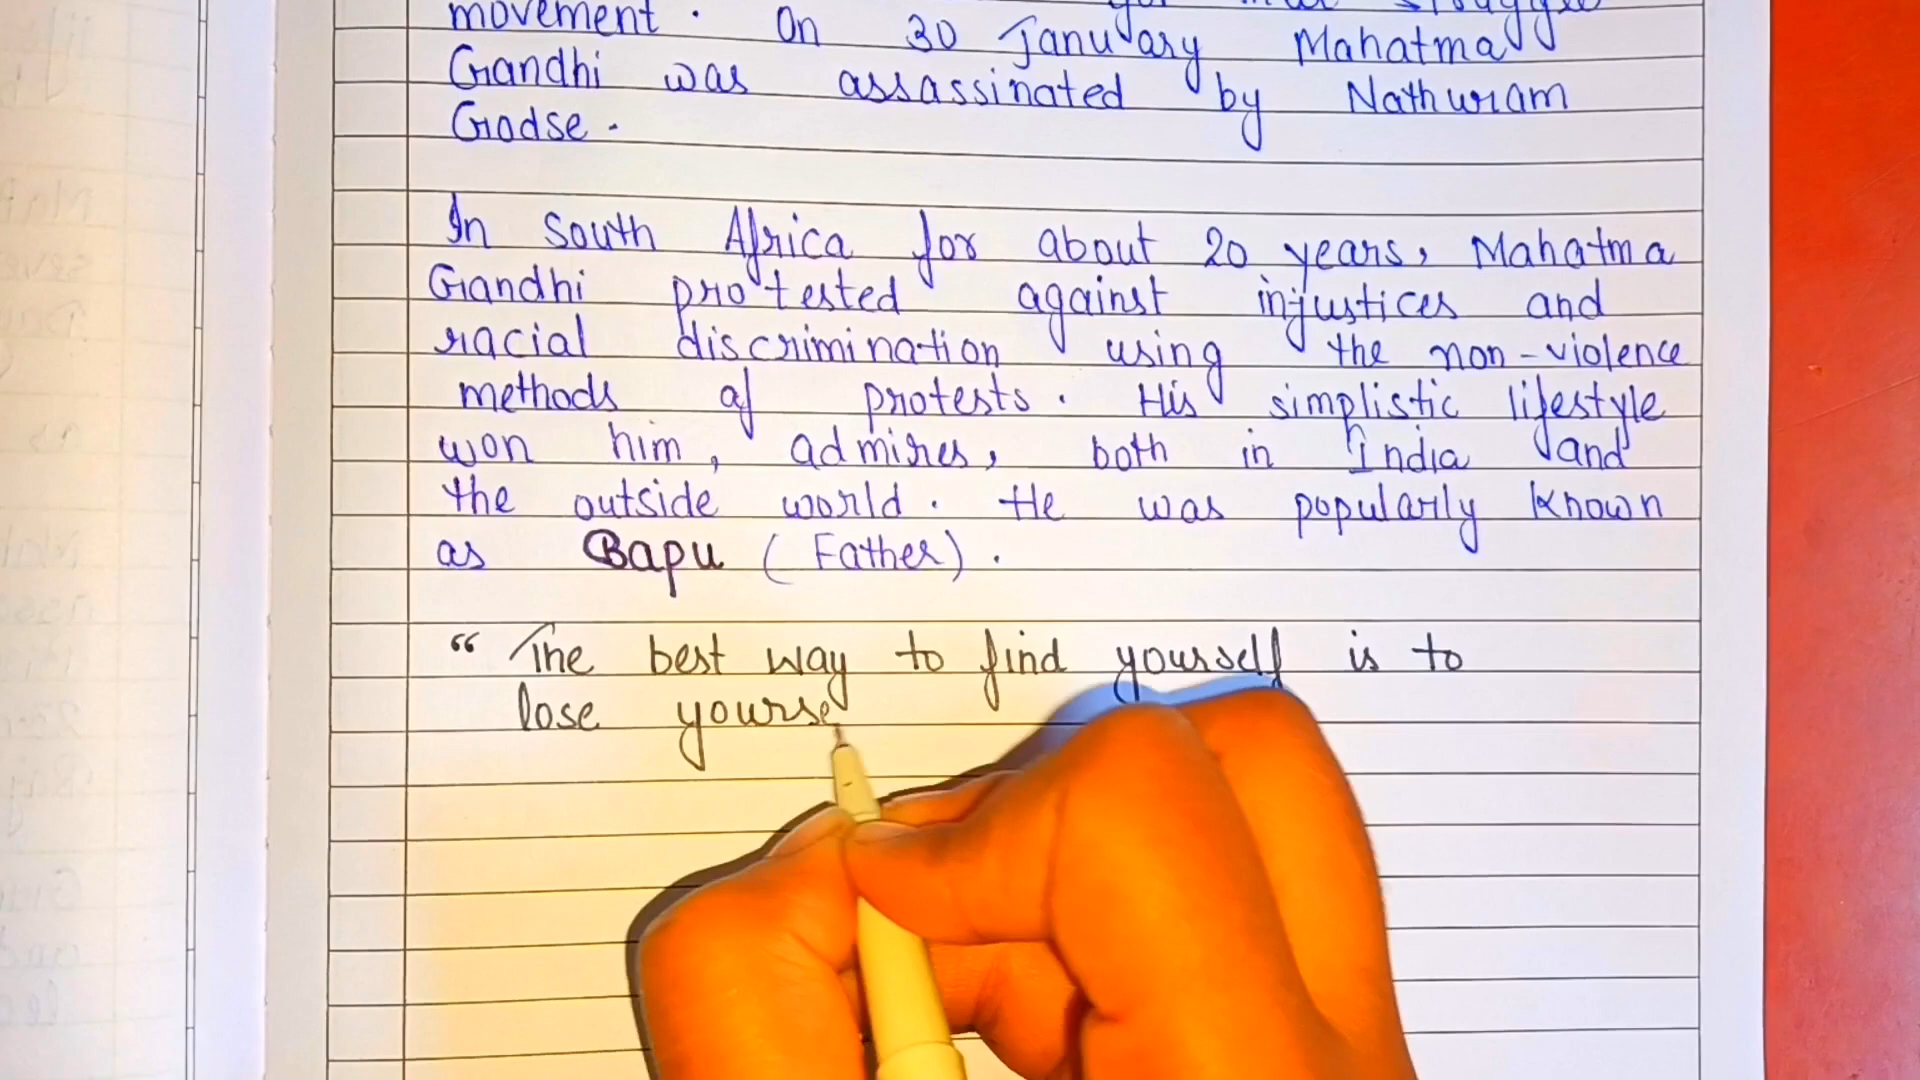 movement. On 30 January Mahatma
Gandhi was assassinated by Nathuram
Godse.
In South Africa for about 20 years, Mahatma
Gandhi protested against injustices and
racial discrimination using the non-violence
methods of protests. His simplistic lifestyle
won him, admires, both in India and
the outside world. He was popularly known
as Bapu (Father).
“ The best way to find yourself is to
lose yourse